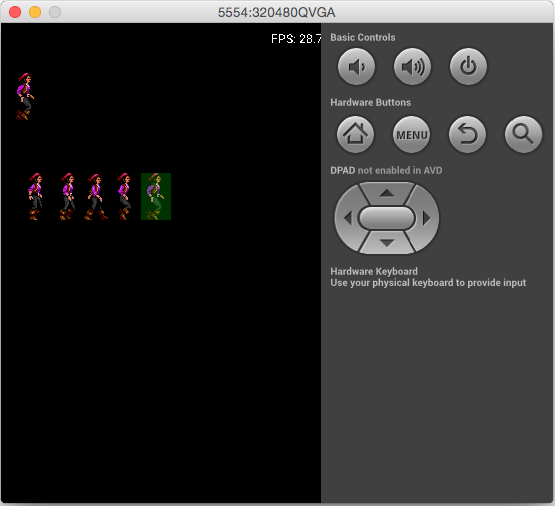 5554:320480QVGA
FPS: 28.7
Basic Controls
Hardware Buttons
MENU
DPAD not enabled in AVD
Hardware Keyboard
Use your physical keyboard to provide input